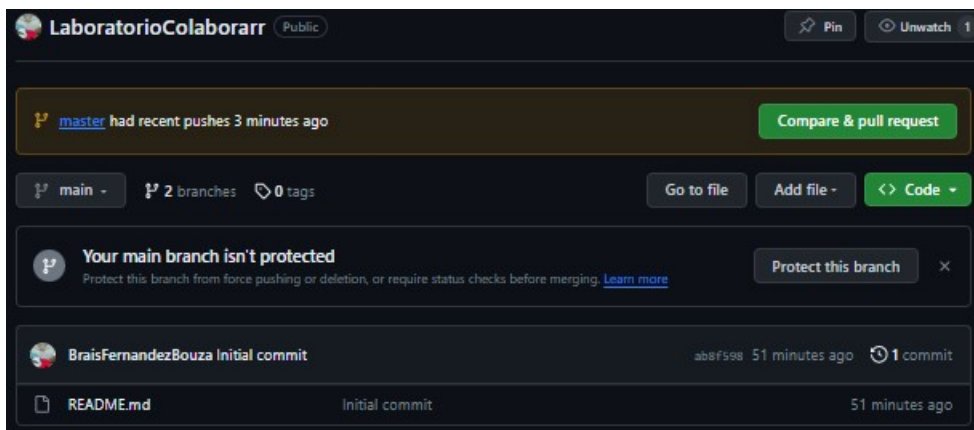 LaboratorioColaborarr Public Pin Unwatch 1
master had recent pushes 3 minutes ago Compare & pull request
main 2 branches 0 tags Go to file Add file Code
Your main branch isn't protected
Protect this branch from force pushing or deletion, or require status checks before merging. Learn more Protect this branch
BraisFernandezBouza Initial commit ab8f598 51 minutes ago 1 commit
README.md Initial commit 51 minutes ago